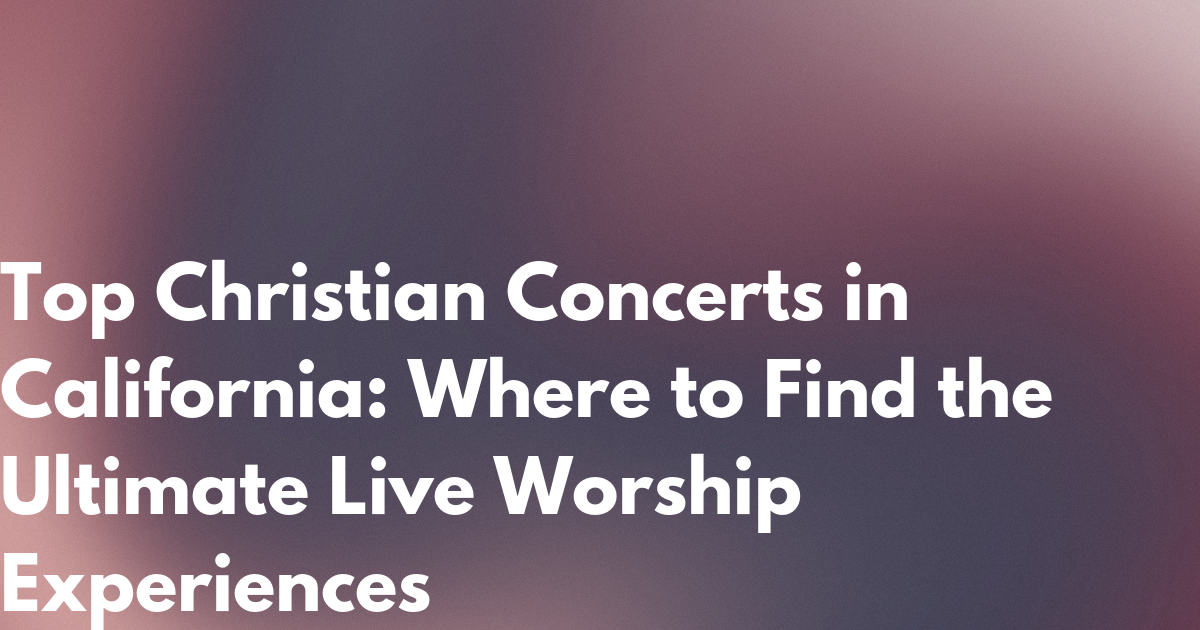 Top Christian Concerts in
California: Where to Find the
Ultimate Live Worship
Experiences